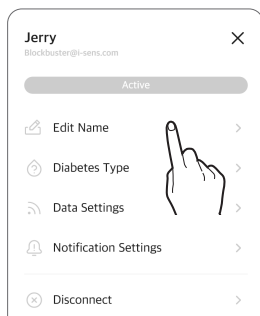 Jerry
Blockbuster@i-sens.com
Active
Edit Name
Diabetes Type
Data Settings
Notification Settings
Disconnect